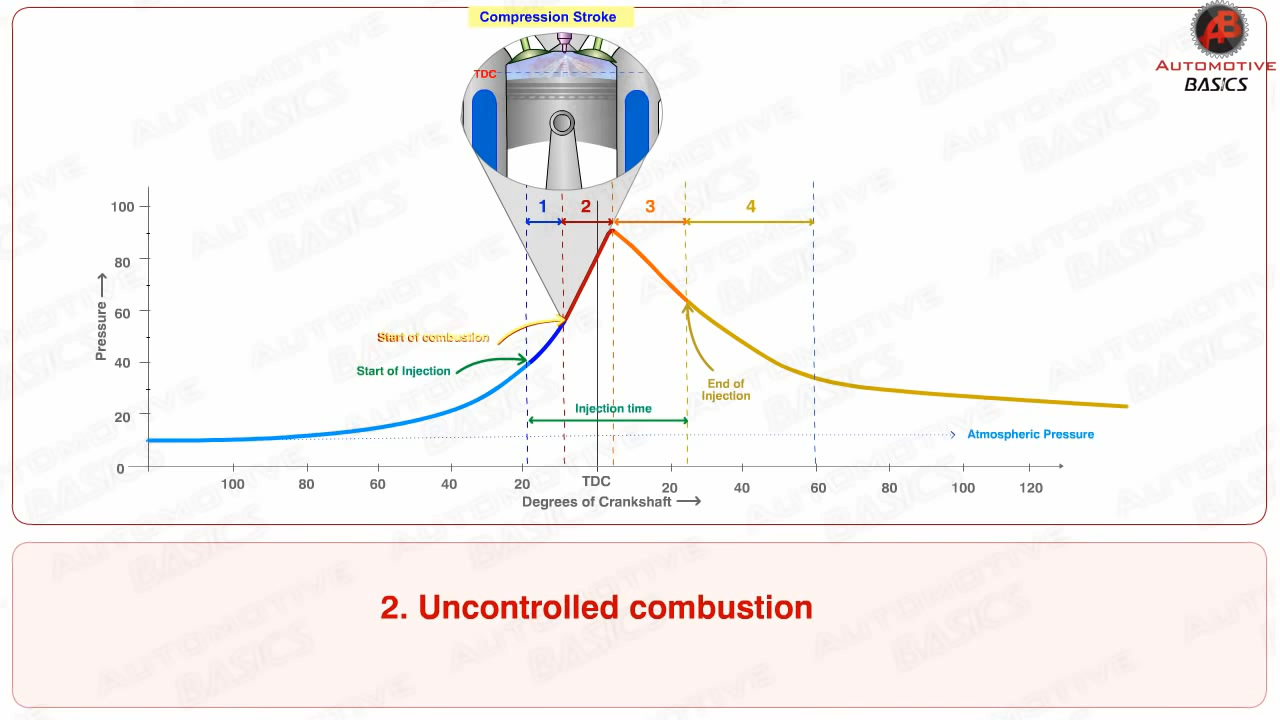 Compression Stroke
AUTOMOTIVE
BASICS
TDC
1 2 3 4
100
80
60
40
20
0
Pressure
Start of combustion
Start of Injection
End of
Injection
Injection time
Atmospheric Pressure
100 80 60 40 20 TDC 20 40 60 80 100 120
Degrees of Crankshaft
2. Uncontrolled combustion